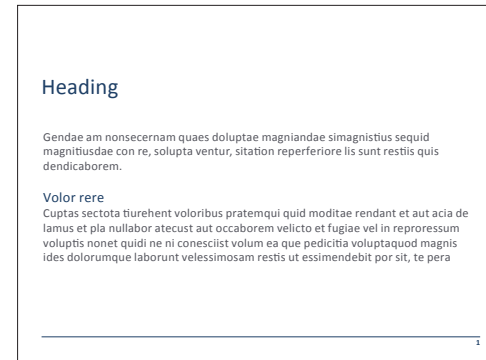 Heading
Gendae am nonsecernam quaes doluptae magniandae simagnistius sequid
magnitiusdae con re, solupta ventur, sitation reperferiore lis sunt restiis quis
dendicaborem.
Volor rere
Cuptas sectota tiurehent voloribus pratemqui quid moditae rendant et aut acia de
lamus et pla nullabor atecust aut occaborem velicto et fugiae vel in reproressum
voluptis nonet quidi ne ni conesciist volum ea que pediciti​a voluptaquod magnis
ides dolorumque laborunt velessimosam restis ut essimendebit por sit, te pera
1